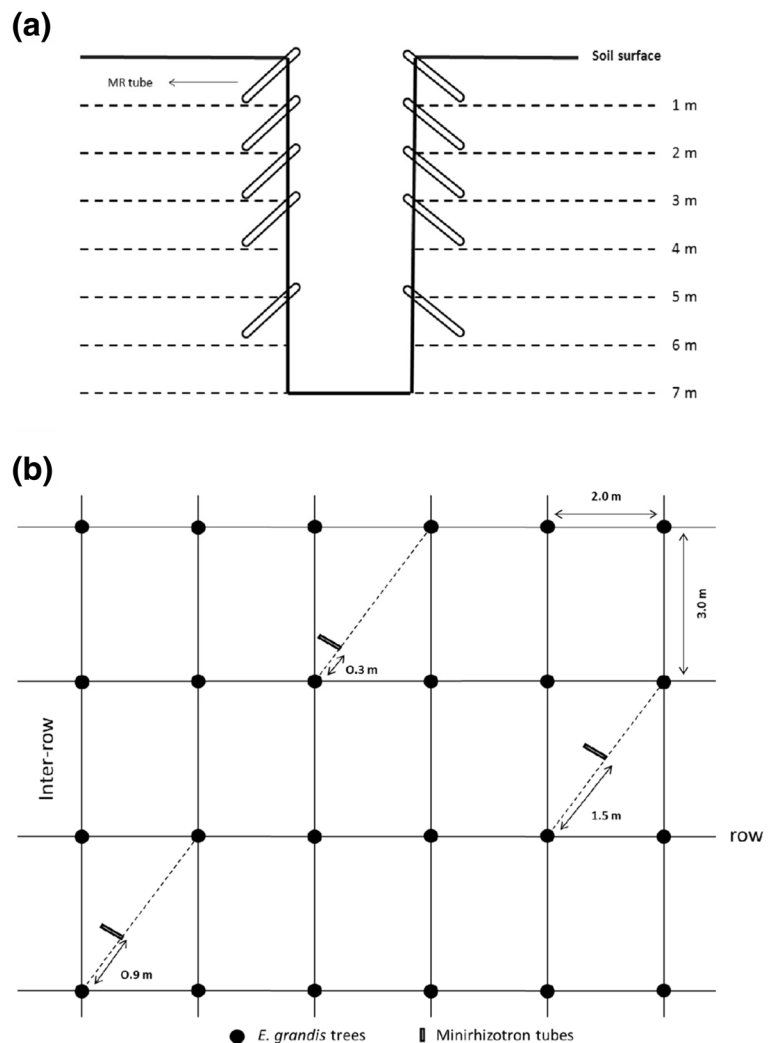 (a)
Soil surface
MR tube
1 m
2 m
3 m
4 m
5 m
6 m
7 m
(b)
2.0 m
3.0 m
0.3 m
Inter-row
1.5 m
row
0.9 m
E. grandis trees
Minirhizotron tubes